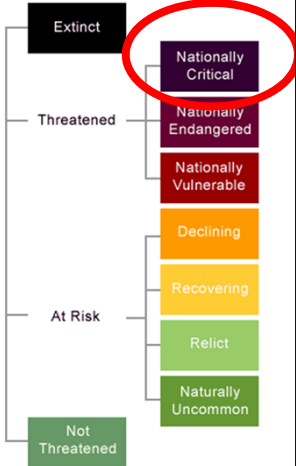 Extinct
Nationally
Critical
Threatened
Nationally
Endangered
Nationally
Vulnerable
Declining
Recovering
At Risk
Relict
Naturally
Uncommon
Not
Threatened